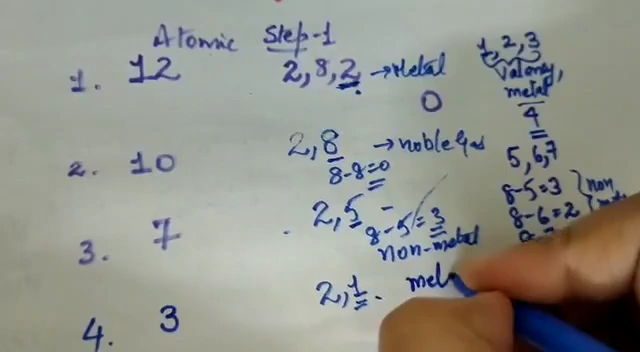 Atomic Step-1
1. 12 2, 8, 2 → Metal
0
2. 10 2, 8 → noble Gas
8-8=0
3. 7 2, 5 -
8-5=3
non-metal
4. 3 2, 1.
1, 2, 3
metal
4
5, 6, 7
8-5=3
8-6=2
non